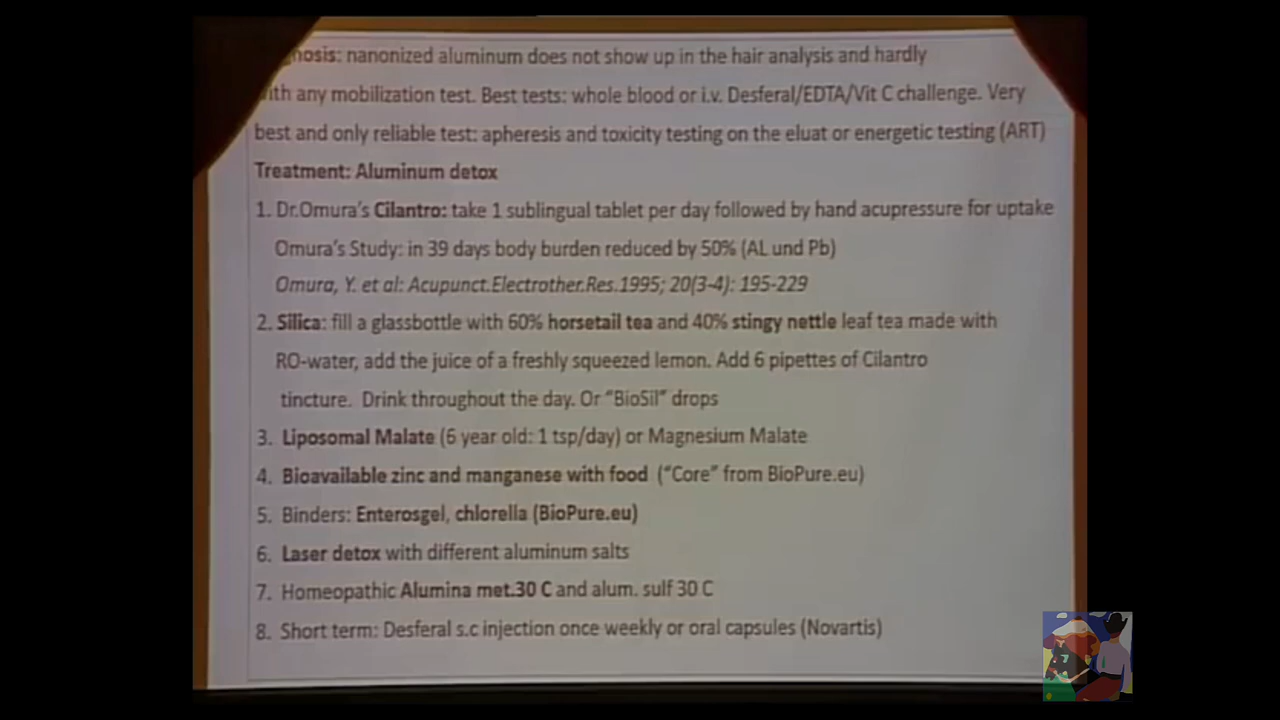 nosis: nanonized aluminum does not show up in the hair analysis and hardly
with any mobilization test. Best tests: whole blood or i.v. Desferal/EDTA/Vit C challenge. Very
best and only reliable test: apheresis and toxicity testing on the eluat or energetic testing (ART)
Treatment: Aluminum detox
1. Dr.Omura's Cilantro: take 1 sublingual tablet per day followed by hand acupressure for uptake
Omura's Study: in 39 days body burden reduced by 50% (AL und Pb)
Omura, Y. et al: Acupunct.Electrother.Res.1995; 20(3-4): 195-229
2. Silica: fill a glassbottle with 60% horsetail tea and 40% stingy nettle leaf tea made with
RO-water, add the juice of a freshly squeezed lemon. Add 6 pipettes of Cilantro
tincture. Drink throughout the day. Or "BioSil" drops
3. Liposomal Malate (6 year old: 1 tsp/day) or Magnesium Malate
4. Bioavailable zinc and manganese with food ("Core" from BioPure.eu)
5. Binders: Enterosgel, chlorella (BioPure.eu)
6. Laser detox with different aluminum salts
7. Homeopathic Alumina met.30 C and alum. sulf 30 C
8. Short term: Desferal s.c injection once weekly or oral capsules (Novartis)